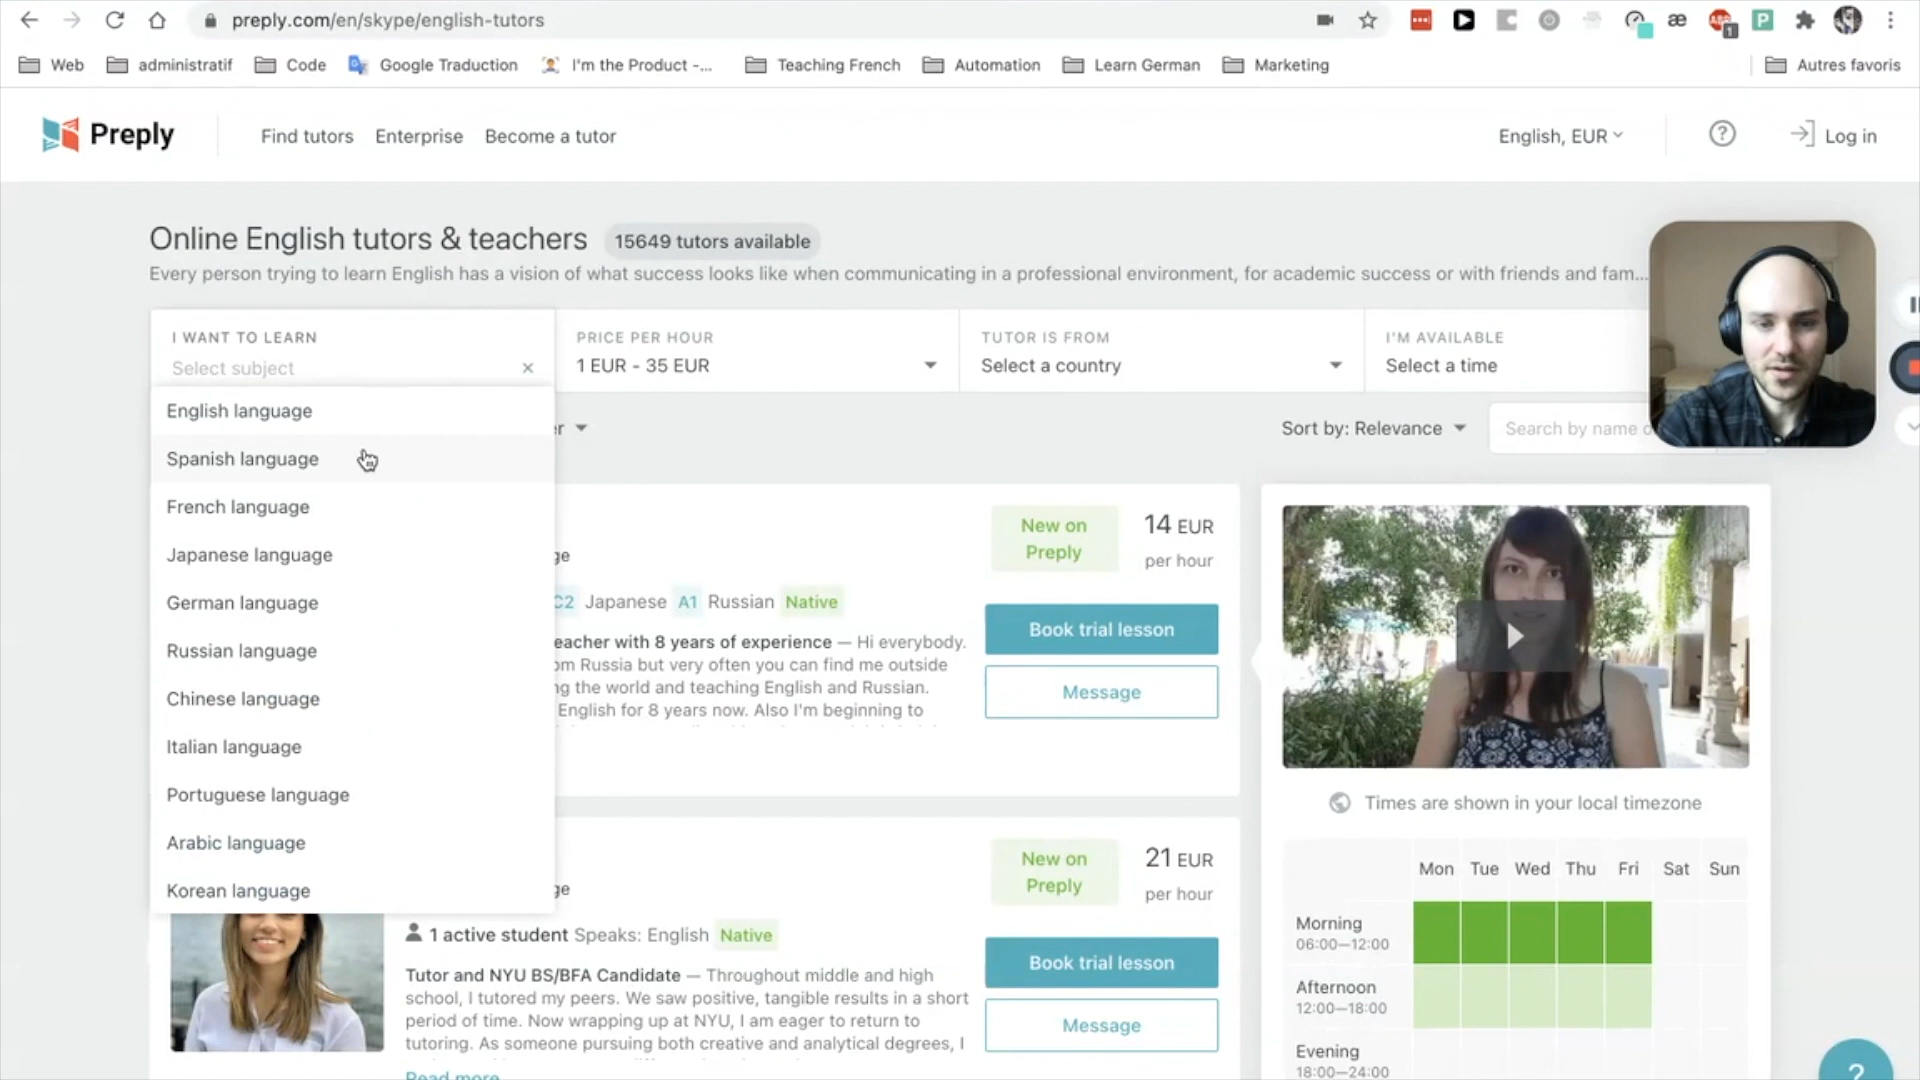 preply.com/en/skype/english-tutors
1
Web
administratif
Code
Google Traduction
I'm the Product -...
Teaching French
Automation
Learn German
Marketing
Autres favoris
Preply
Find tutors
Enterprise
Become a tutor
English, EUR
Log in
Online English tutors & teachers
15649 tutors available
Every person trying to learn English has a vision of what success looks like when communicating in a professional environment, for academic success or with friends and fam...
I WANT TO LEARN
Select subject
PRICE PER HOUR
1 EUR - 35 EUR
TUTOR IS FROM
Select a country
I'M AVAILABLE
Select a time
English language
Spanish language
French language
Japanese language
German language
Russian language
Chinese language
Italian language
Portuguese language
Arabic language
Korean language
Sort by: Relevance
Search by name
New on
Preply
14 EUR
per hour
C2 Japanese A1 Russian Native
Book trial lesson
eacher with 8 years of experience — Hi everybody.
om Russia but very often you can find me outside
ng the world and teaching English and Russian.
English for 8 years now. Also I'm beginning to
Message
Times are shown in your local timezone
New on
Preply
21 EUR
per hour
1 active student Speaks: English Native
Book trial lesson
Tutor and NYU BS/BFA Candidate — Throughout middle and high
school, I tutored my peers. We saw positive, tangible results in a short
period of time. Now wrapping up at NYU, I am eager to return to
tutoring. As someone pursuing both creative and analytical degrees, I
Message
Read more
Mon Tue Wed Thu Fri Sat Sun
Morning
06:00—12:00
Afternoon
12:00—18:00
Evening
18:00—24:00
?